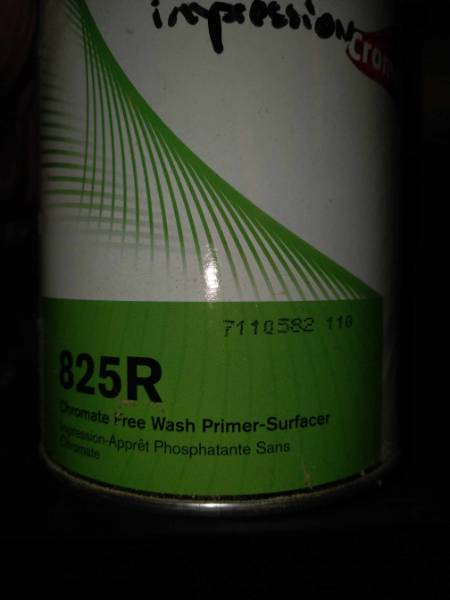 impression
Crom
7110582 110
825R
Chromate Free Wash Primer-Surfacer
Impression-Apprêt Phosphatante Sans
Chromate